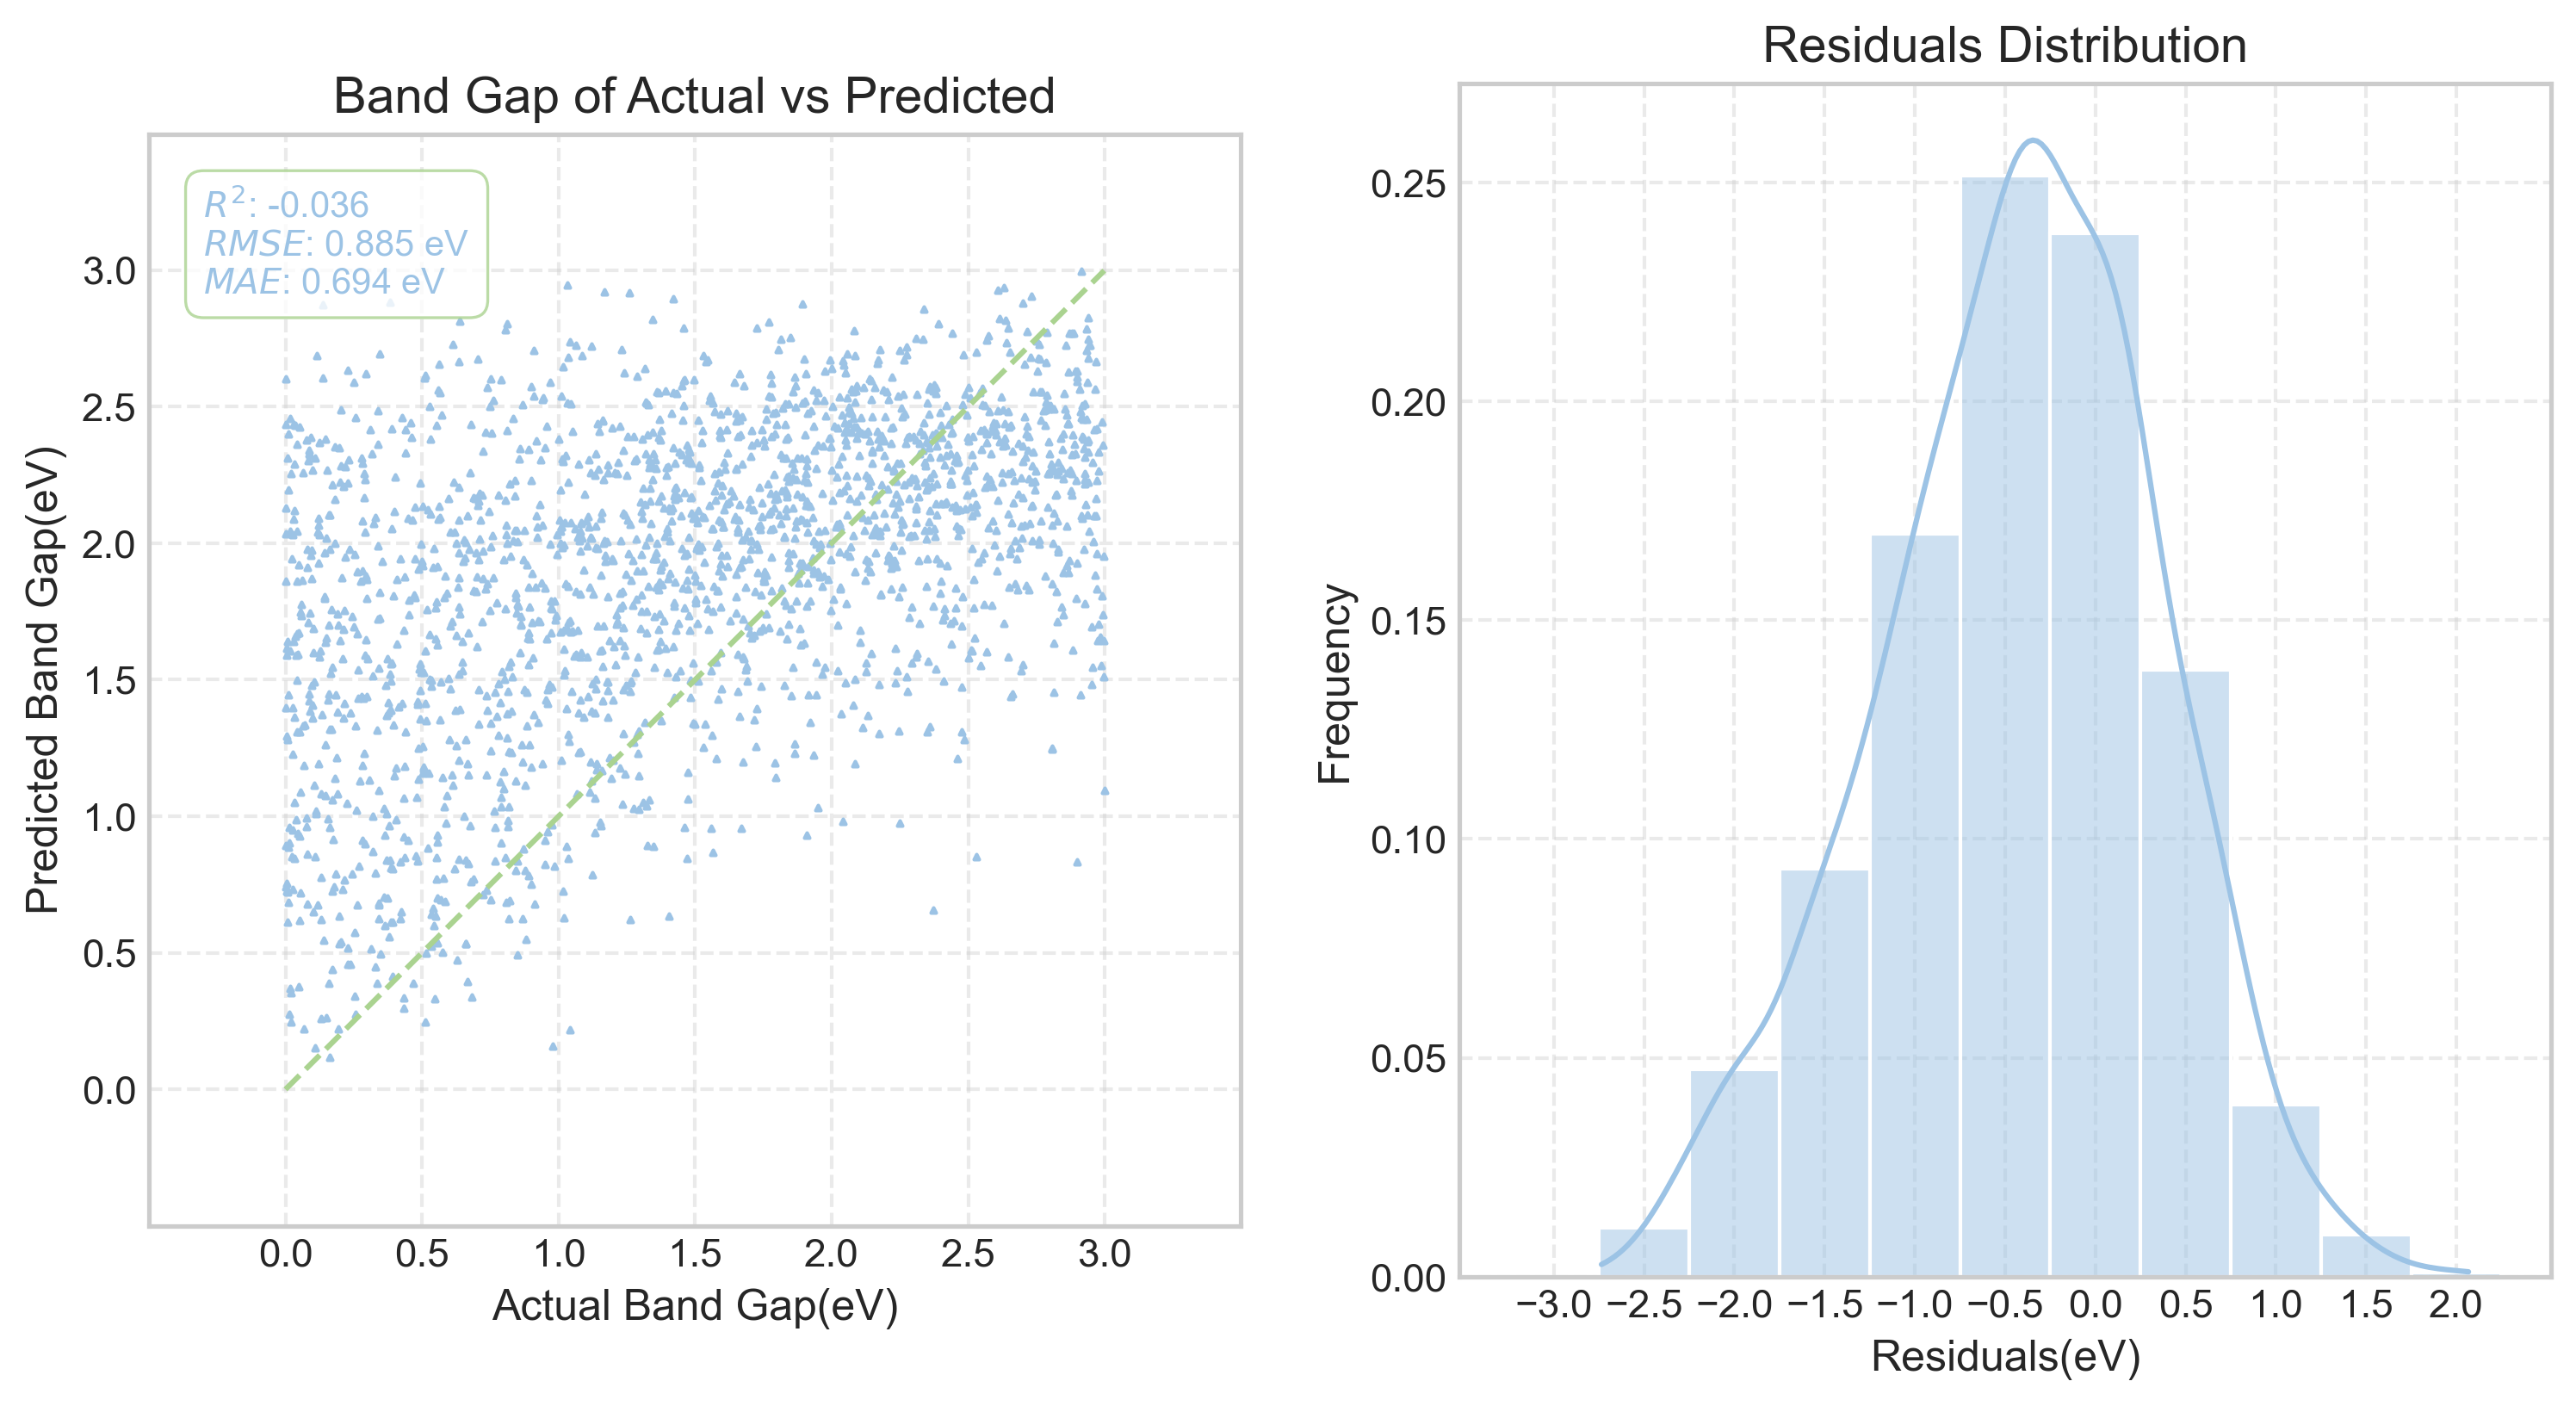 Band Gap of Actual vs Predicted
R²: -0.036
RMSE: 0.885 eV
MAE: 0.694 eV
3.0
2.5
2.0
1.5
1.0
0.5
0.0
Predicted Band Gap(eV)
0.0 0.5 1.0 1.5 2.0 2.5 3.0
Actual Band Gap(eV)
Residuals Distribution
0.25
0.20
0.15
0.10
0.05
0.00
Frequency
−3.0 −2.5 −2.0 −1.5 −1.0 −0.5 0.0 0.5 1.0 1.5 2.0
Residuals(eV)